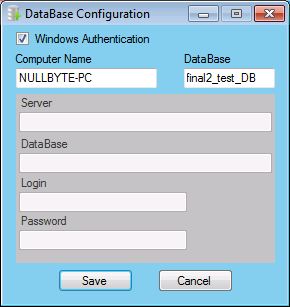 DataBase Configuration
Windows Authentication
Computer Name DataBase
NULLBYTE-PC final2_test_DB
Server
DataBase
Login
Password
Save Cancel